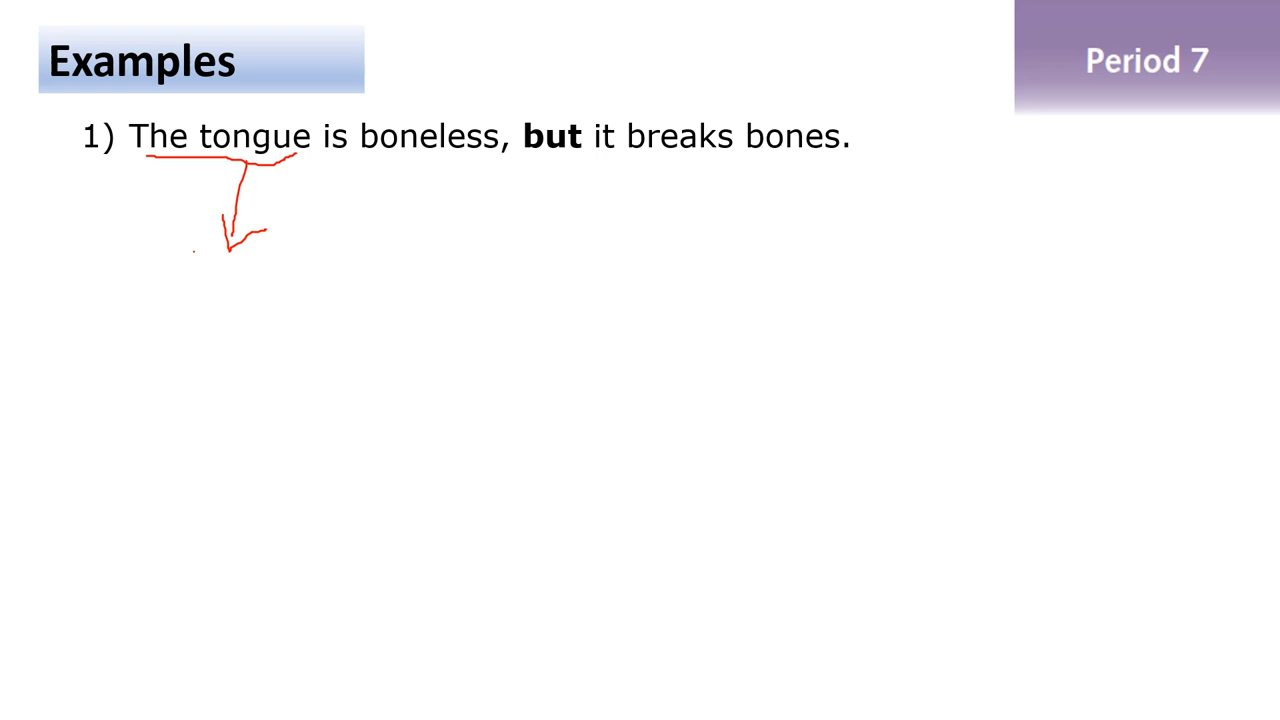 Examples
Period 7
1) The tongue is boneless, but it breaks bones.